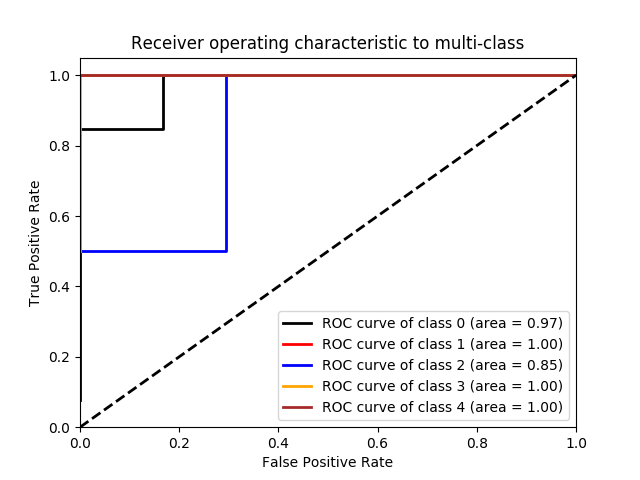 Receiver operating characteristic to multi-class
True Positive Rate
1.0
0.8
0.6
0.4
0.2
0.0
ROC curve of class 0 (area = 0.97)
ROC curve of class 1 (area = 1.00)
ROC curve of class 2 (area = 0.85)
ROC curve of class 3 (area = 1.00)
ROC curve of class 4 (area = 1.00)
0.0 0.2 0.4 0.6 0.8 1.0
False Positive Rate